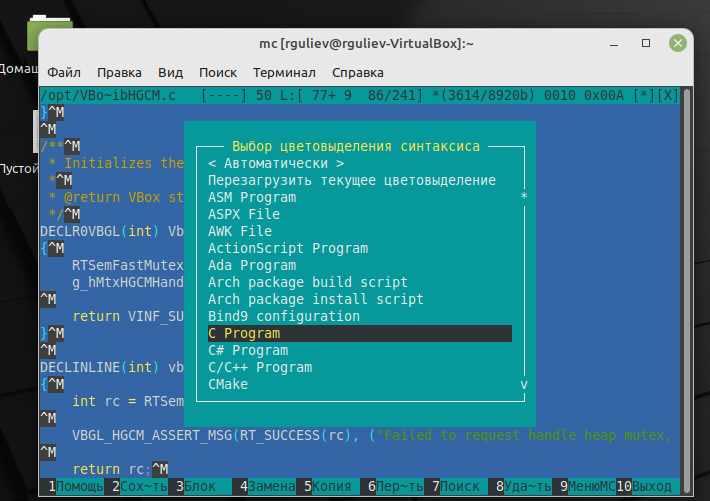 mc [rguliev@rguliev-VirtualBox]:~
Домаш
Файл Правка Вид Поиск Терминал Справка
/opt/VBo~ibHGCM.c [----] 50 L:[ 77+ 9 86/241] *(3614/8920b) 0010 0x00A [*][X]
}^M
^M
/**^M
* Initializes the
*^M
* @return VBox st
*/^M
DECLR0VBGL(int) Vb
{^M
RTSemFastMutex
g_hMtxHGCMHand
^M
return VINF_SU
}^M
^M
DECLINLINE(int) vb
{^M
int rc = RTSem
^M
VBGL_HGCM_ASSERT_MSG(RT_SUCCESS(rc), ("Failed to request handle heap mutex,
^M
return rc;^M
Пустой
Выбор цветовыделения синтаксиса
< Автоматически >
Перезагрузить текущее цветовыделение
ASM Program *
ASPX File
AWK File
ActionScript Program
Ada Program
Arch package build script
Arch package install script
Bind9 configuration
C Program
C# Program
C/C++ Program
CMake v
1Помощь 2Сох~ть 3Блок 4Замена 5Копия 6Пер~ть 7Поиск 8Уда~ть 9МенюMC 10Выход